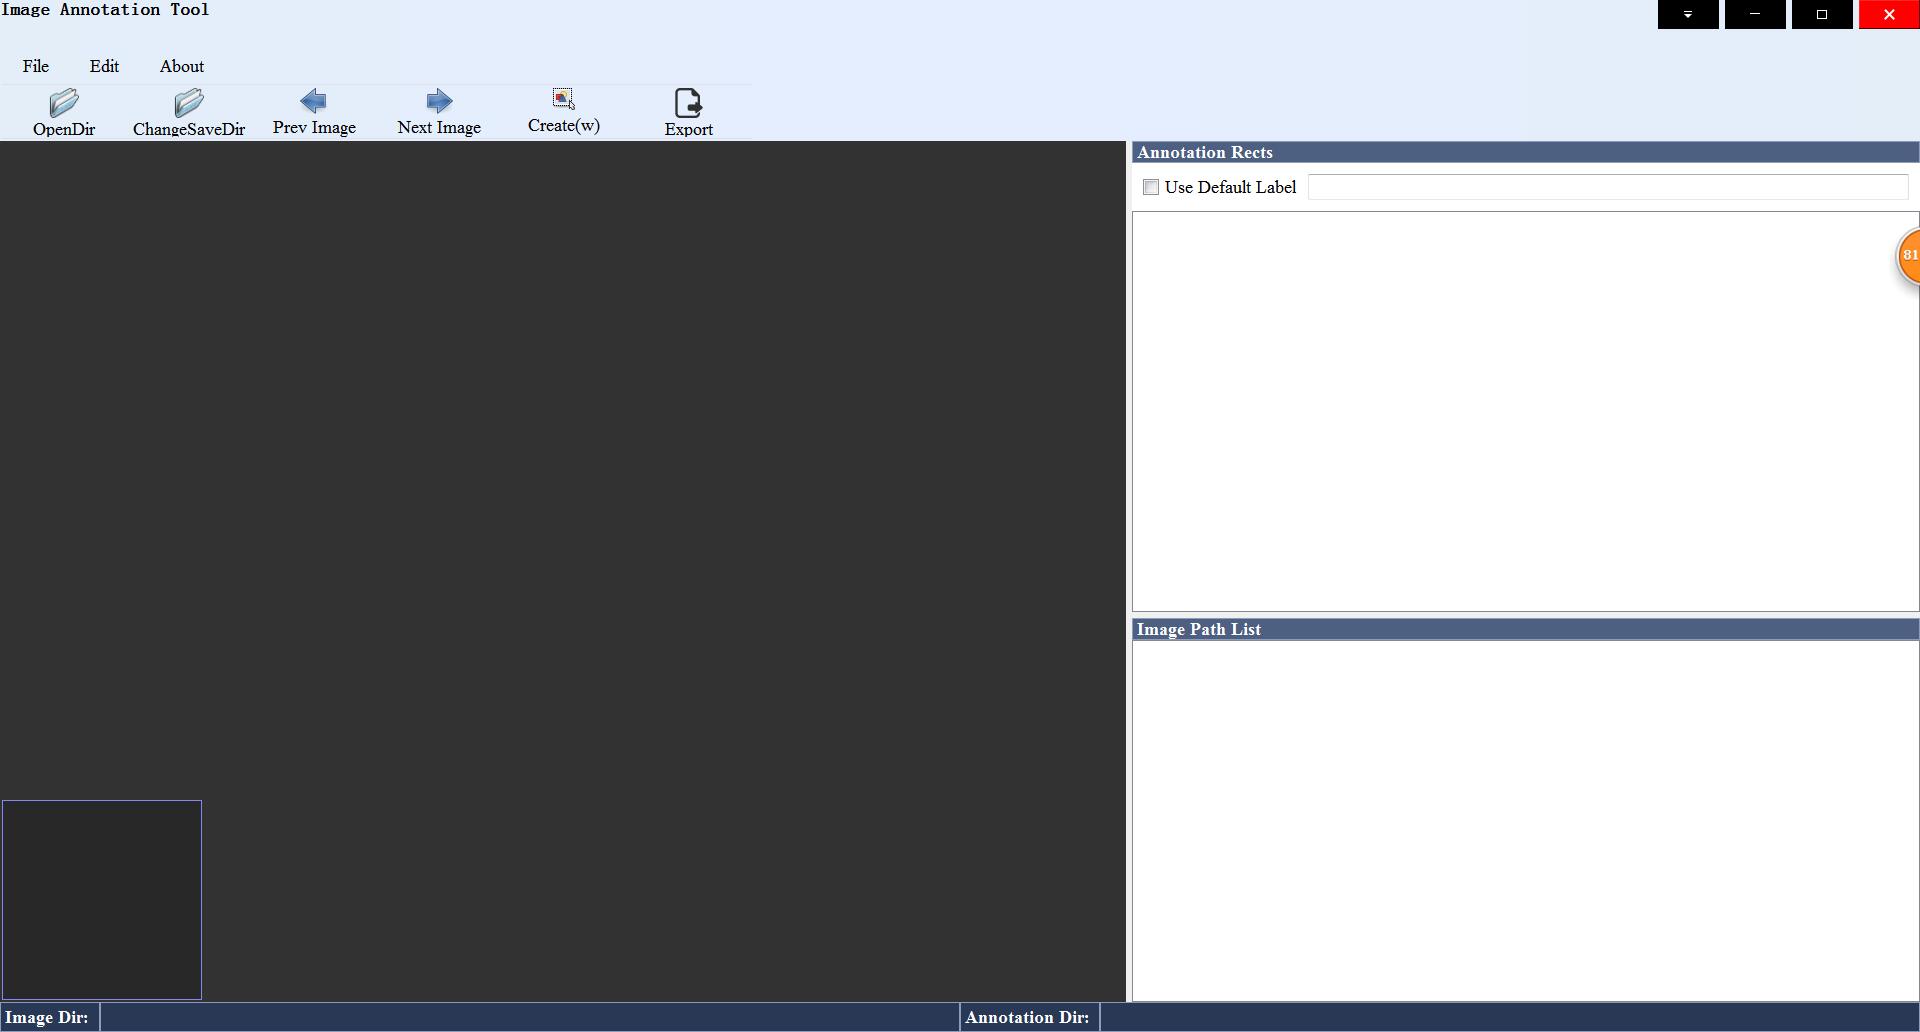 Image Annotation Tool
File Edit About
OpenDir ChangeSaveDir Prev Image Next Image Create(w) Export
Annotation Rects
Use Default Label
81
Image Path List
Image Dir: Annotation Dir: